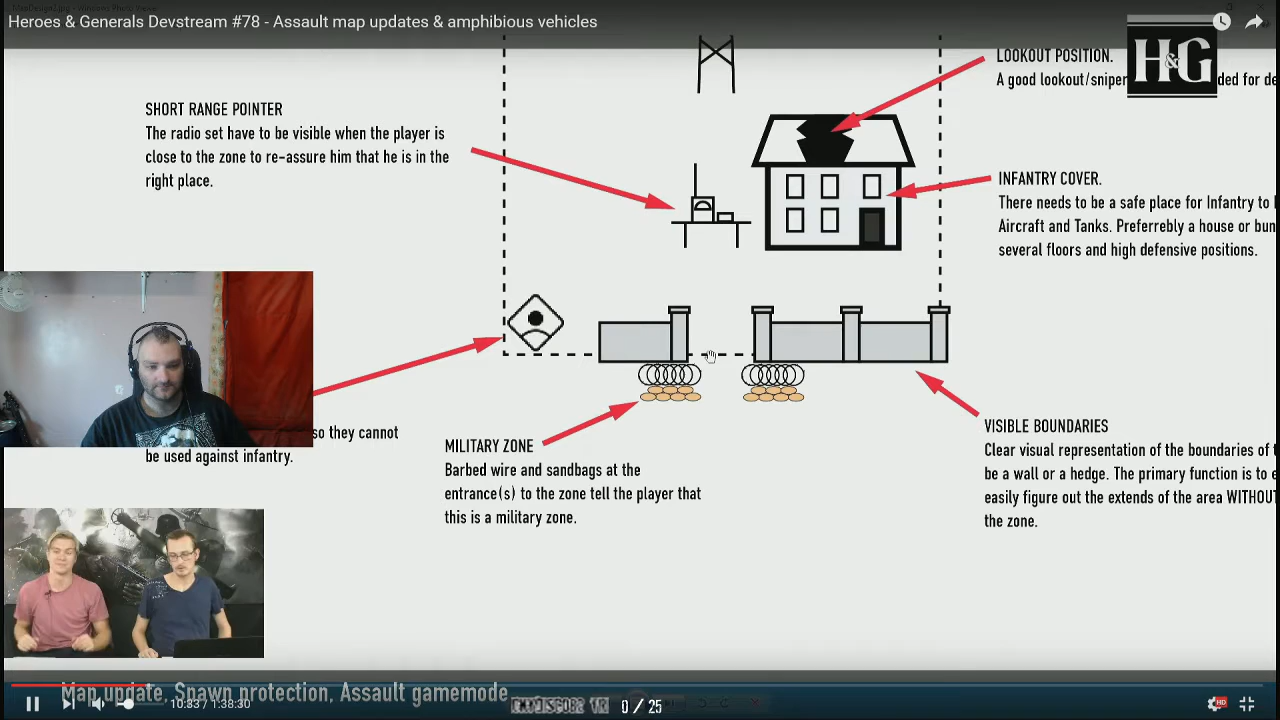 Heroes & Generals Devstream #78 - Assault map updates & amphibious vehicles
H&G
LOOKOUT POSITION.
A good lookout/sniper
ded for de
SHORT RANGE POINTER
The radio set have to be visible when the player is
close to the zone to re-assure him that he is in the
right place.
INFANTRY COVER.
There needs to be a safe place for Infantry to
Aircraft and Tanks. Preferrebly a house or bun
several floors and high defensive positions.
so they cannot
be used against infantry.
MILITARY ZONE
Barbed wire and sandbags at the
entrance(s) to the zone tell the player that
this is a military zone.
VISIBLE BOUNDARIES
Clear visual representation of the boundaries of
be a wall or a hedge. The primary function is to e
easily figure out the extends of the area WITHOUT
the zone.
Map update, Spawn protection, Assault gamemode
10:33 / 1:38:30
0 / 25
HD